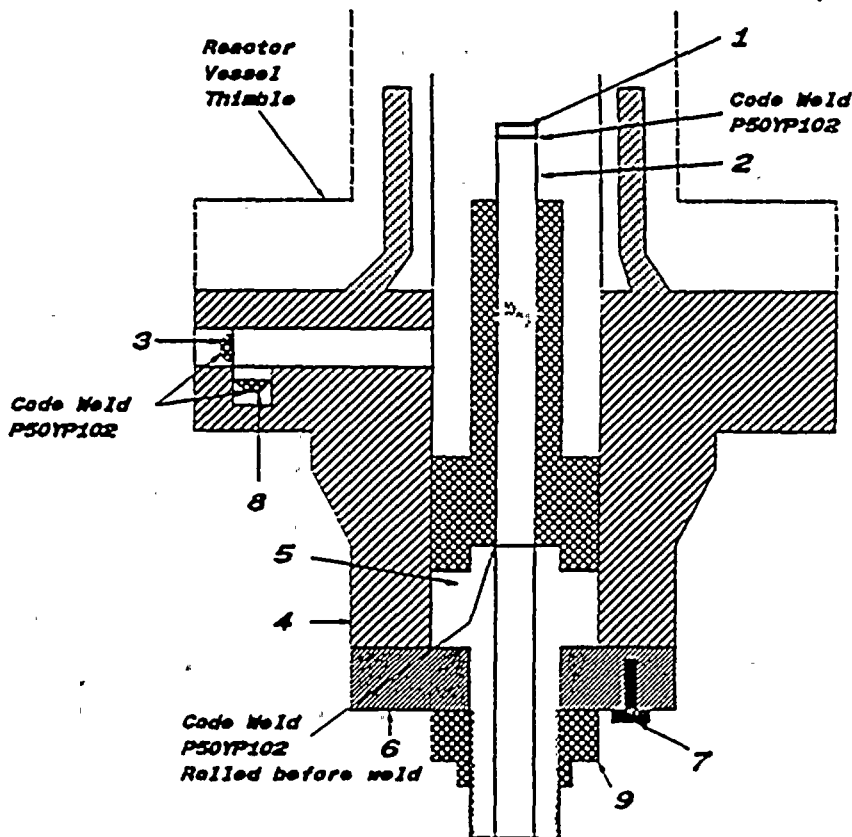 Reactor
Vessel
Thimble
1
Code Weld
P50YP102
2
3
Code Weld
P50YP102
8
5
4
Code Weld
P50YP102
Rolled before weld
6
7
9